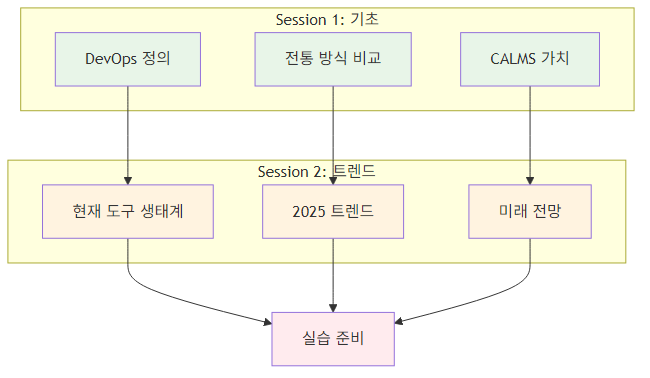 Session 1: 기초
DevOps 정의
전통 방식 비교
CALMS 가치
Session 2: 트렌드
현재 도구 생태계
2025 트렌드
미래 전망
실습 준비